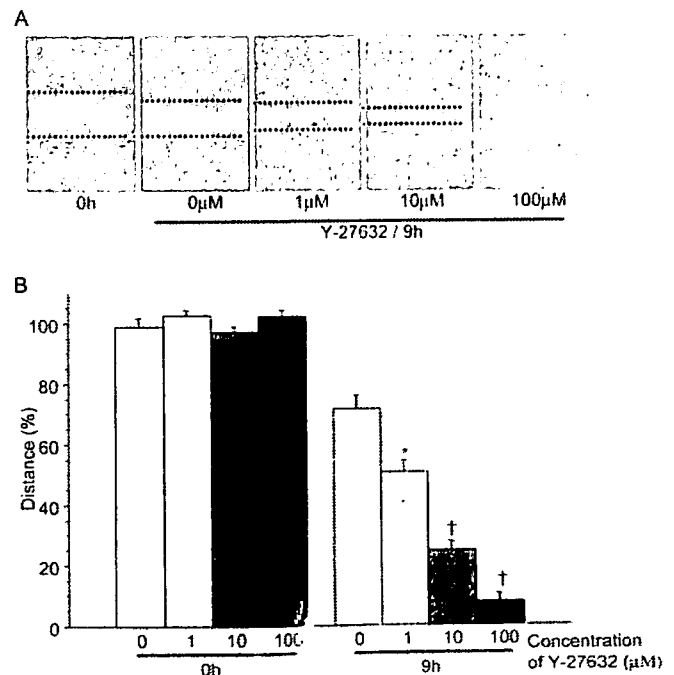 A
0h 0μM 1μM 10μM 100μM
Y-27632 / 9h
B
Distance (%)
100
80
60
40
20
0
*
†
†
0 1 10 100 0 1 10 100
0h 9h
Concentration
of Y-27632 (μM)